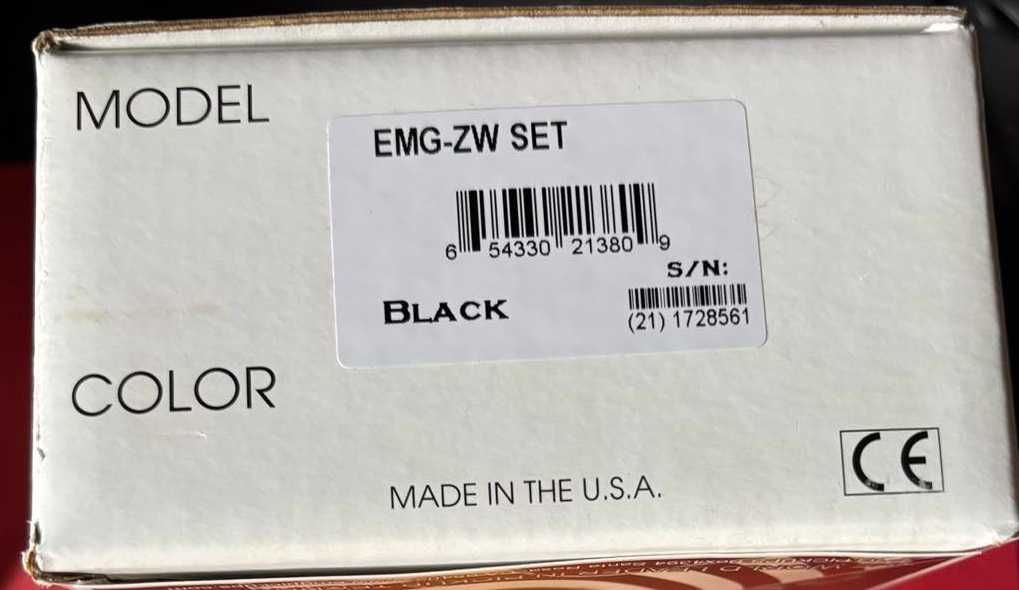 MODEL
EMG-ZW SET
6 54330 21380 9
S/N:
BLACK
(21) 1728561
COLOR
MADE IN THE U.S.A.
CE